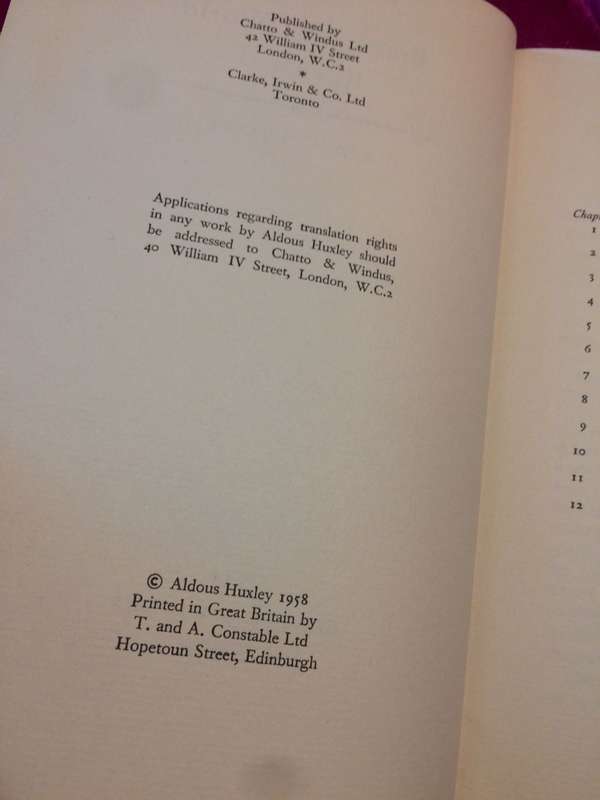 Published by
Chatto & Windus Ltd
42 William IV Street
London, W.C.2
*
Clarke, Irwin & Co. Ltd
Toronto
Applications regarding translation rights
in any work by Aldous Huxley should
be addressed to Chatto & Windus,
40 William IV Street, London, W.C.2
© Aldous Huxley 1958
Printed in Great Britain by
T. and A. Constable Ltd
Hopetoun Street, Edinburgh
Chap
1
2
3
4
5
6
7
8
9
10
11
12